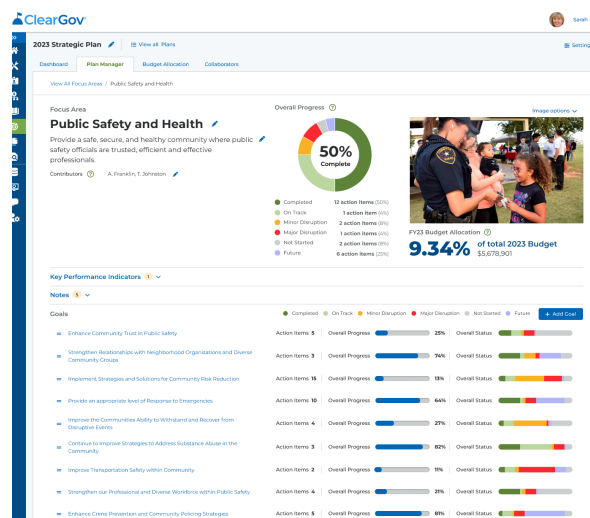 ClearGov
Sarah
2023 Strategic Plan
View all Plans
Setting
Dashboard
Plan Manager
Budget Allocation
Collaborators
View All Focus Areas / Public Safety and Health
Focus Area
Public Safety and Health
Provide a safe, secure, and healthy community where public
safety officials are trusted, efficient and effective
professionals.
Contributors ? A. Franklin, T. Johnston
Overall Progress ?
50%
Complete
Completed 12 action items (50%)
On Track 1 action item (4%)
Minor Disruption 2 action items (8%)
Major Disruption 1 action items (4%)
Not Started 2 action items (8%)
Future 6 action items (25%)
Image options
FY23 Budget Allocation ?
9.34% of total 2023 Budget
$5,678,901
Key Performance Indicators 1
Notes 5
Goals
Completed On Track Minor Disruption Major Disruption Not Started Future
+ Add Goal
Enhance Community Trust in Public Safety Action Items 5 Overall Progress 25% Overall Status
Strengthen Relationships with Neighborhood Organizations and Diverse
Community Groups Action Items 3 Overall Progress 74% Overall Status
Implement Strategies and Solutions for Community Risk Reduction Action Items 15 Overall Progress 13% Overall Status
Provide an appropriate level of Response to Emergencies Action Items 10 Overall Progress 64% Overall Status
Improve the Communities Ability to Withstand and Recover from
Disruptive Events Action Items 4 Overall Progress 27% Overall Status
Continue to Improve Strategies to Address Substance Abuse in the
Community Action Items 3 Overall Progress 82% Overall Status
Improve Transportation Safety within Community Action Items 2 Overall Progress 11% Overall Status
Strengthen our Professional and Diverse Workforce within Public Safety Action Items 4 Overall Progress 21% Overall Status
Enhance Crime Prevention and Community Policing Strategies Action Items 5 Overall Progress 81% Overall Status